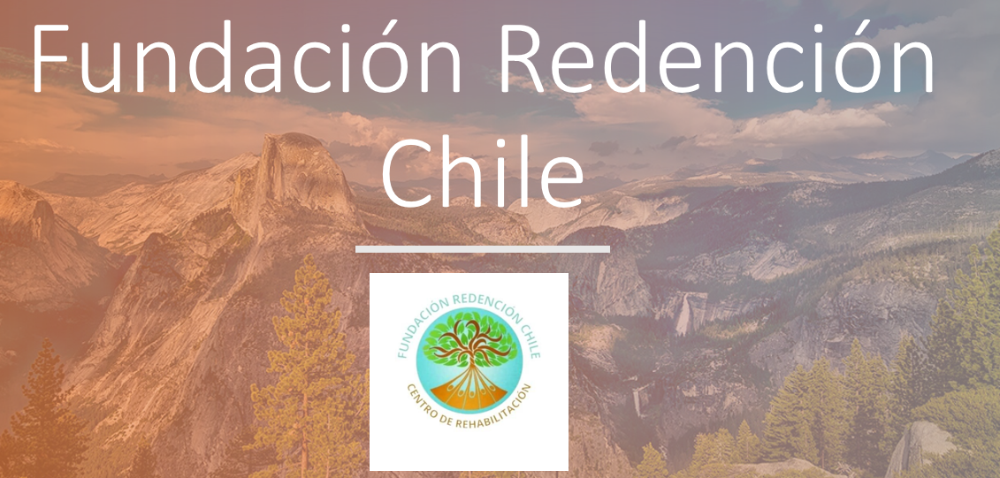 Fundación Redención
Chile
FUNDACIÓN REDENCIÓN CHILE
CENTRO DE REHABILITACIÓN